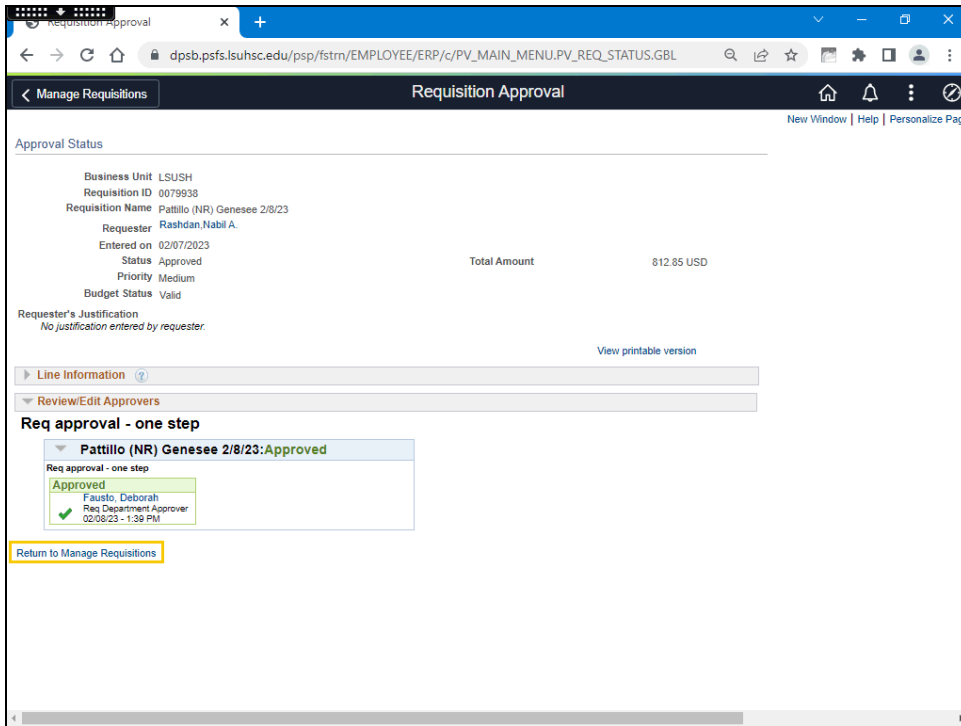 Requisition Approval
dpsb.psfs.lsuhsc.edu/psp/fstrn/EMPLOYEE/ERP/c/PV_MAIN_MENU.PV_REQ_STATUS.GBL
Manage Requisitions
Requisition Approval
New Window | Help | Personalize Pag
Approval Status
Business Unit LSUSH
Requisition ID 0079938
Requisition Name Pattillo (NR) Genesee 2/8/23
Requester Rashdan,Nabil A.
Entered on 02/07/2023
Status Approved Total Amount 812.85 USD
Priority Medium
Budget Status Valid
Requester's Justification
No justification entered by requester.
View printable version
Line Information ?
Review/Edit Approvers
Req approval - one step
Pattillo (NR) Genesee 2/8/23:Approved
Req approval - one step
Approved
Fausto, Deborah
Req Department Approver
02/08/23 - 1:39 PM
Return to Manage Requisitions